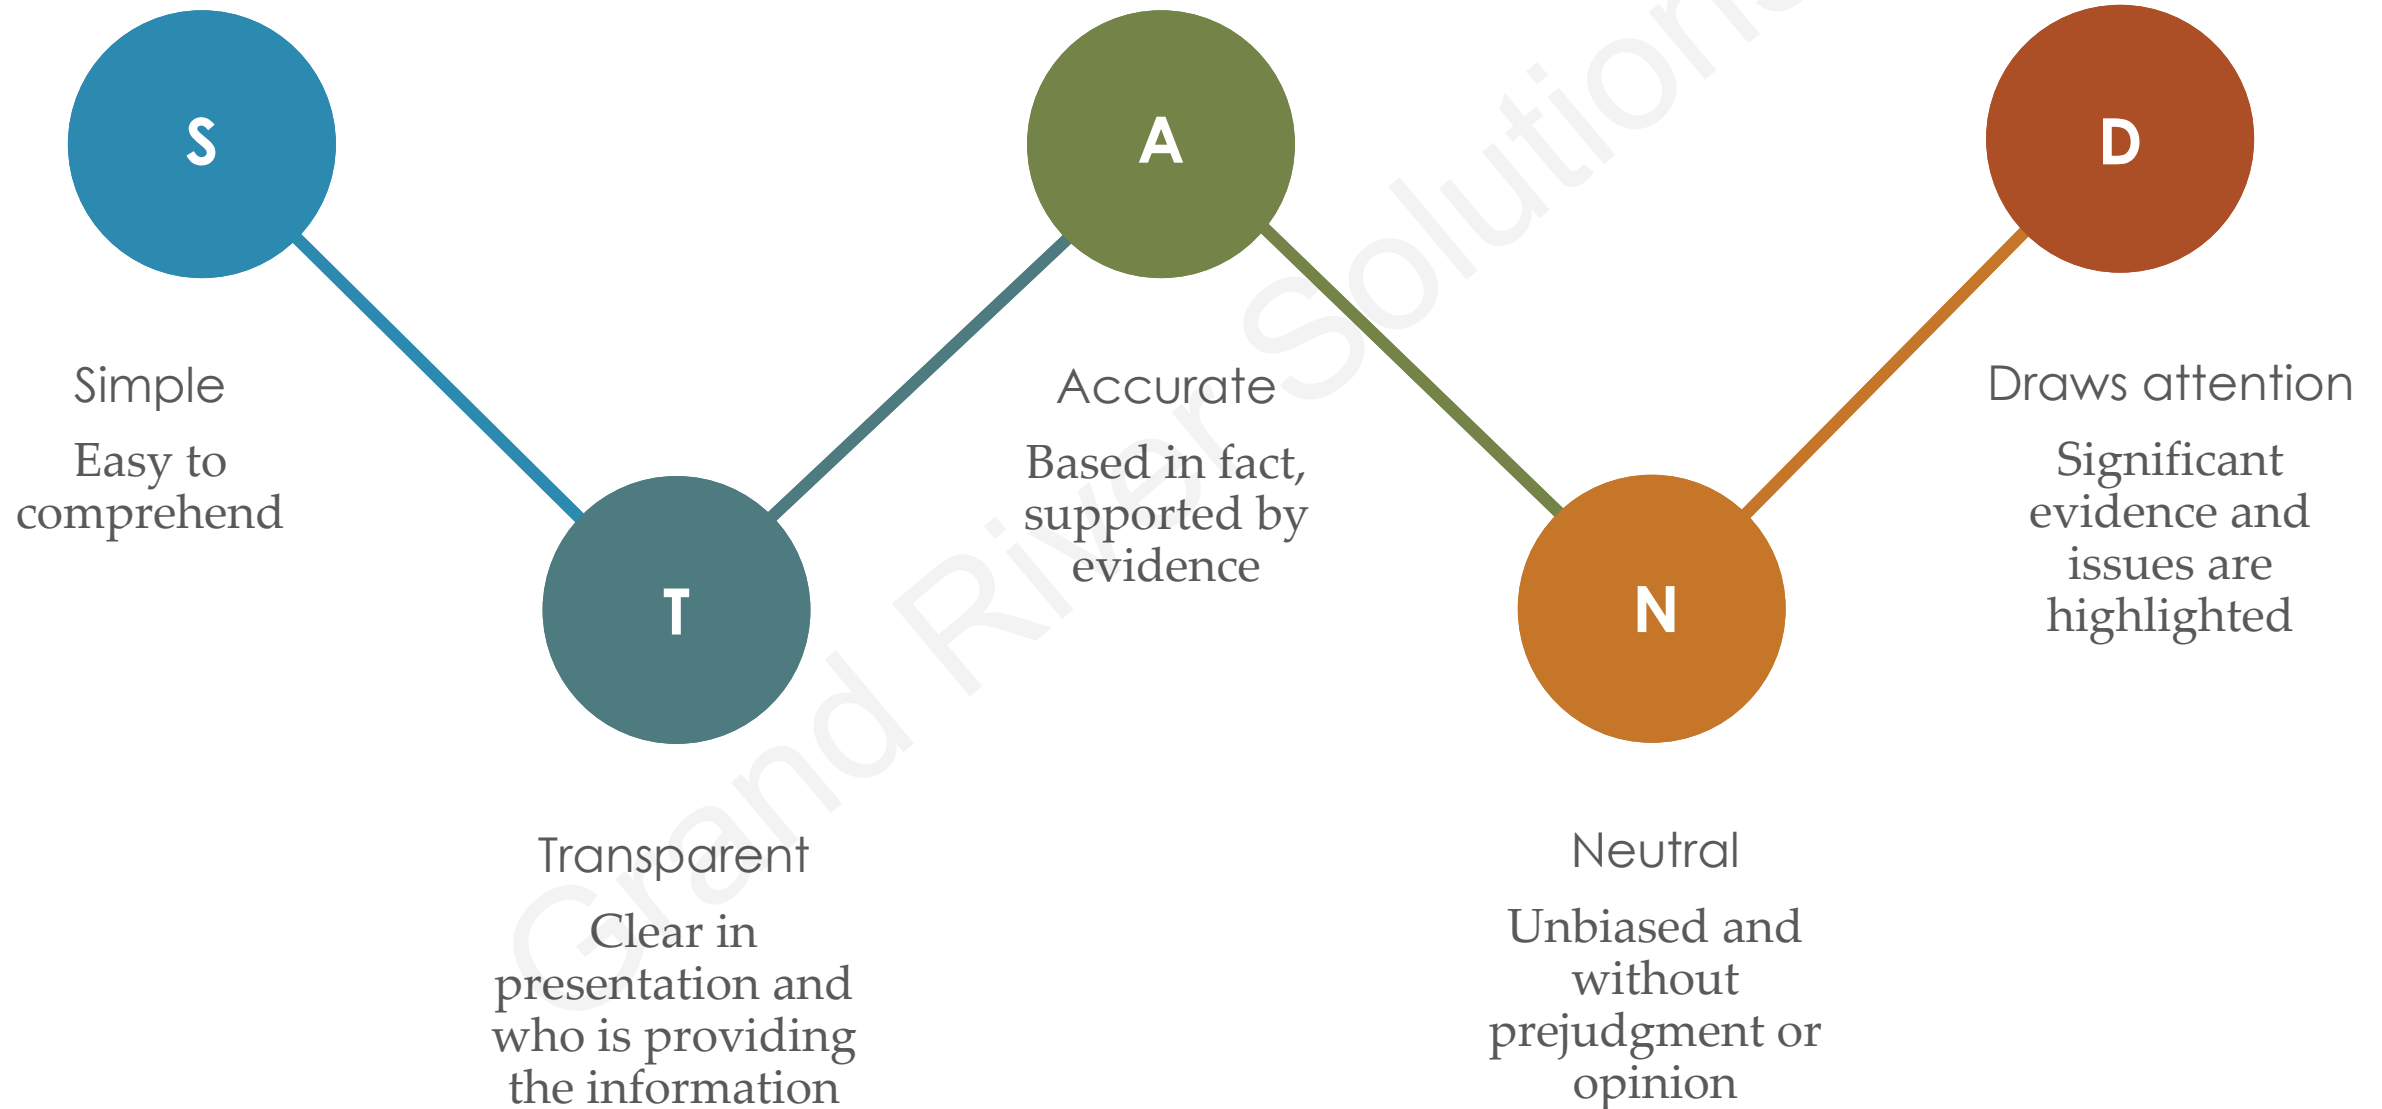 S
Simple
Easy to
comprehend
T
Transparent
Clear in
presentation and
who is providing
the information
A
Accurate
Based in fact,
supported by
evidence
N
Neutral
Unbiased and
without
prejudgment or
opinion
D
Draws attention
Significant
evidence and
issues are
highlighted
Grand River Solutions